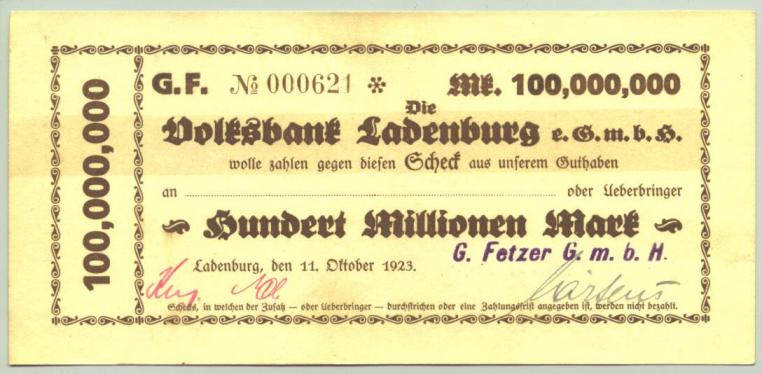 100,000,000
G.F. № 000621 * Mk. 100,000,000
Die
Volksbank Ladenburg e.G.m.b.H.
wolle zahlen gegen diesen Scheck aus unserem Guthaben
an oder Ueberbringer
Hundert Millionen Mark
G. Fetzer G.m.b.H.
Ladenburg, den 11. Oktober 1923.
Schecks, in welchen der Zusatz — oder Ueberbringer — durchstrichen oder eine Zahlungsfrist angegeben ist, werden nicht bezahlt.